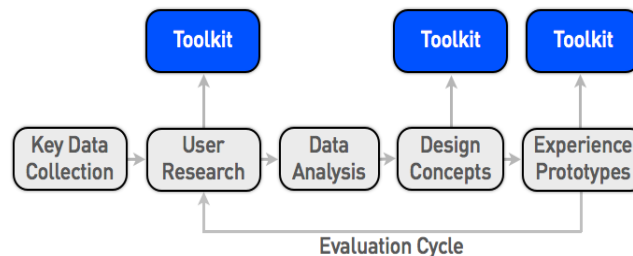 Toolkit
Toolkit
Toolkit
Key Data
Collection
User
Research
Data
Analysis
Design
Concepts
Experience
Prototypes
Evaluation Cycle